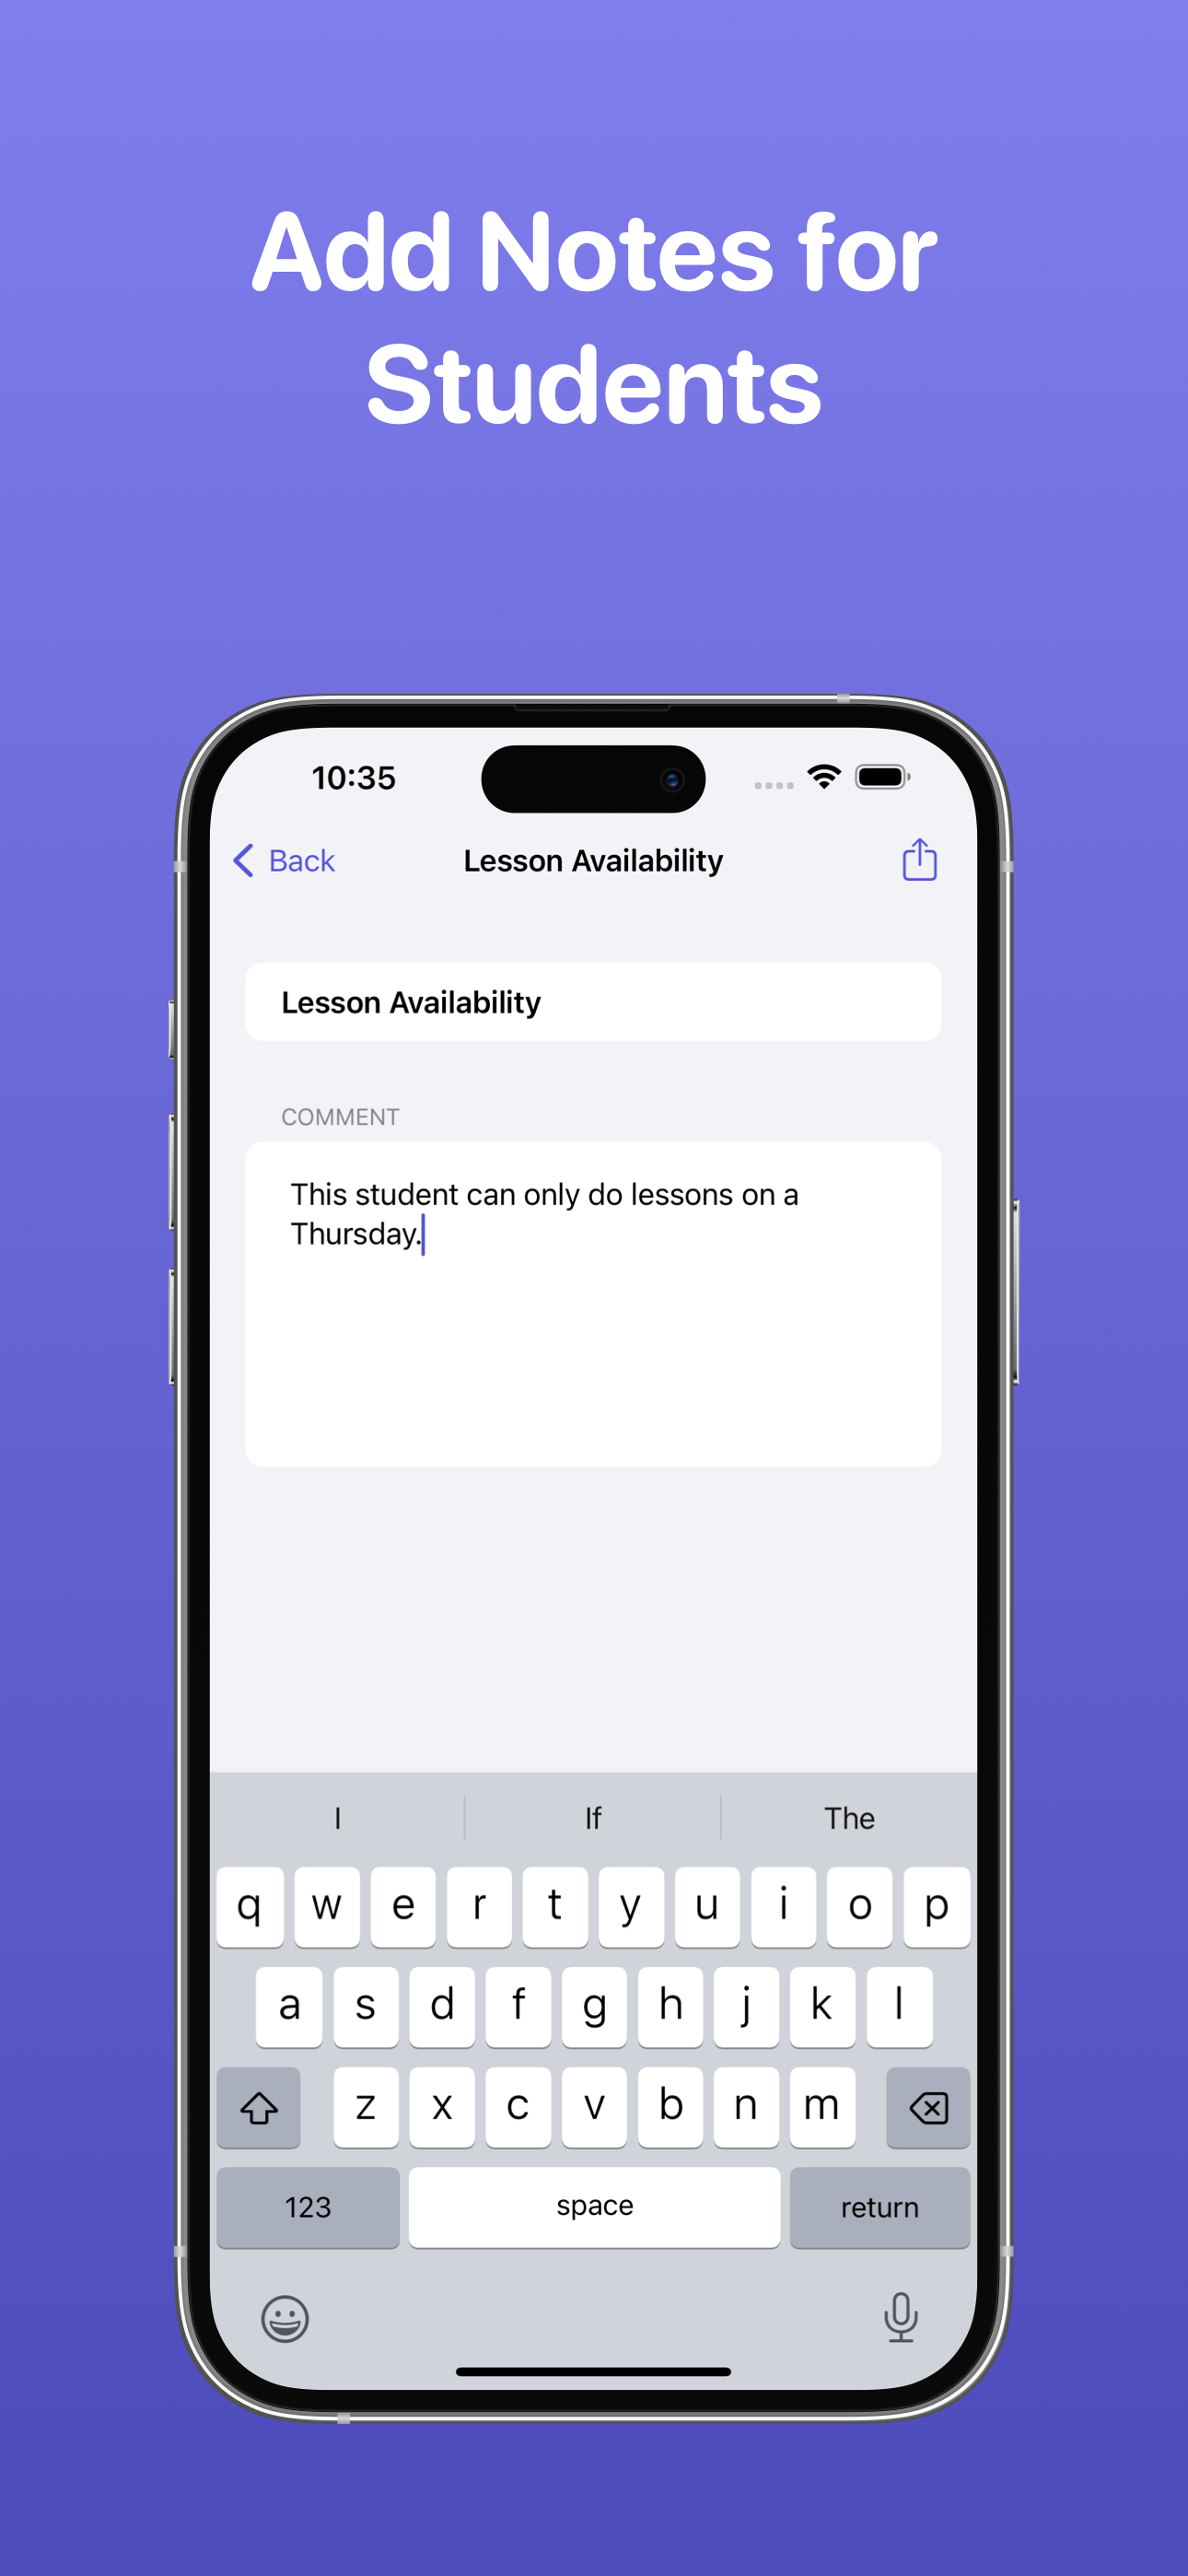 Add Notes for
Students
10:35
Back
Lesson Availability
Lesson Availability
COMMENT
This student can only do lessons on a
Thursday.
I
If
The
q w e r t y u i o p
a s d f g h j k l
z x c v b n m
123
space
return